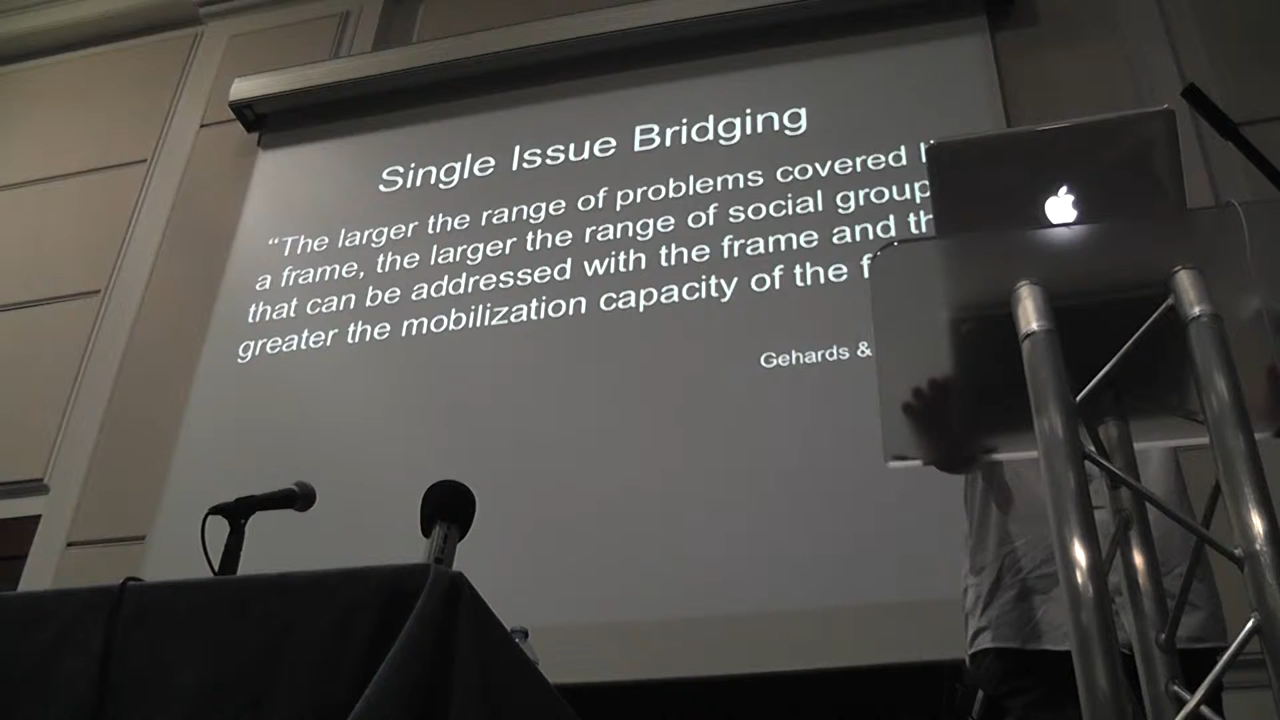 Single Issue Bridging
“The larger the range of problems covered
a frame, the larger the range of social group
that can be addressed with the frame and
greater the mobilization capacity of the
Gehards &